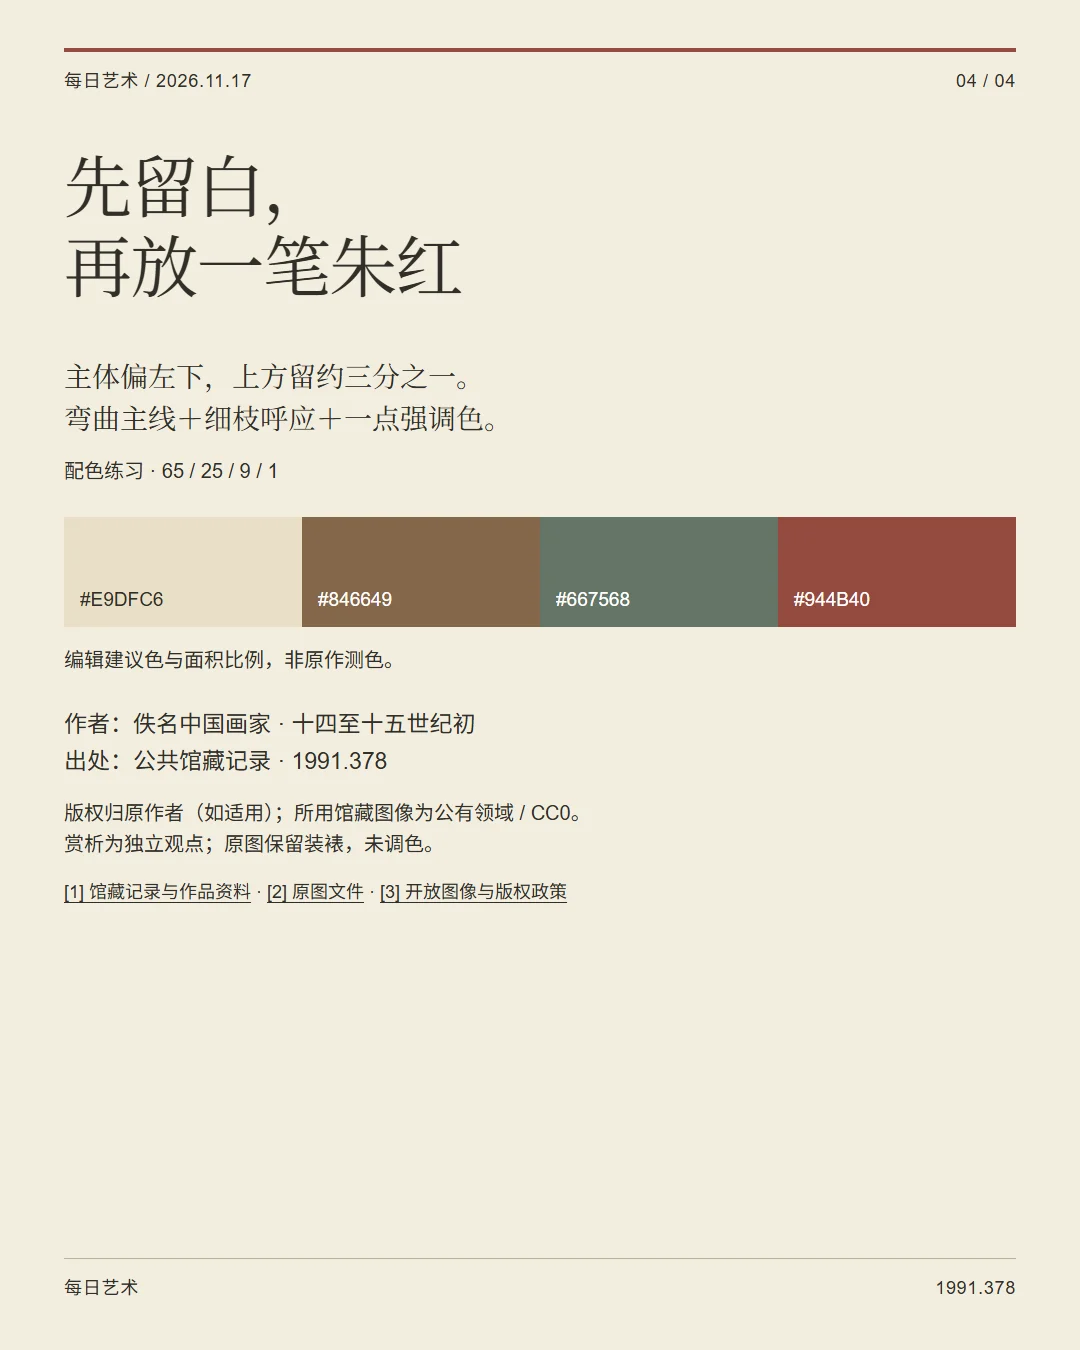 每日艺术 / 2026.11.17
04 / 04
先留白，
再放一笔朱红
主体偏左下，上方留约三分之一。
弯曲主线＋细枝呼应＋一点强调色。
配色练习 · 65 / 25 / 9 / 1
#E9DFC6 #846649 #667568 #944B40
编辑建议色与面积比例，非原作测色。
作者：佚名中国画家 · 十四至十五世纪初
出处：公共馆藏记录 · 1991.378
版权归原作者（如适用）；所用馆藏图像为公有领域 / CC0。
赏析为独立观点；原图保留装裱，未调色。
[1] 馆藏记录与作品资料 · [2] 原图文件 · [3] 开放图像与版权政策
每日艺术
1991.378